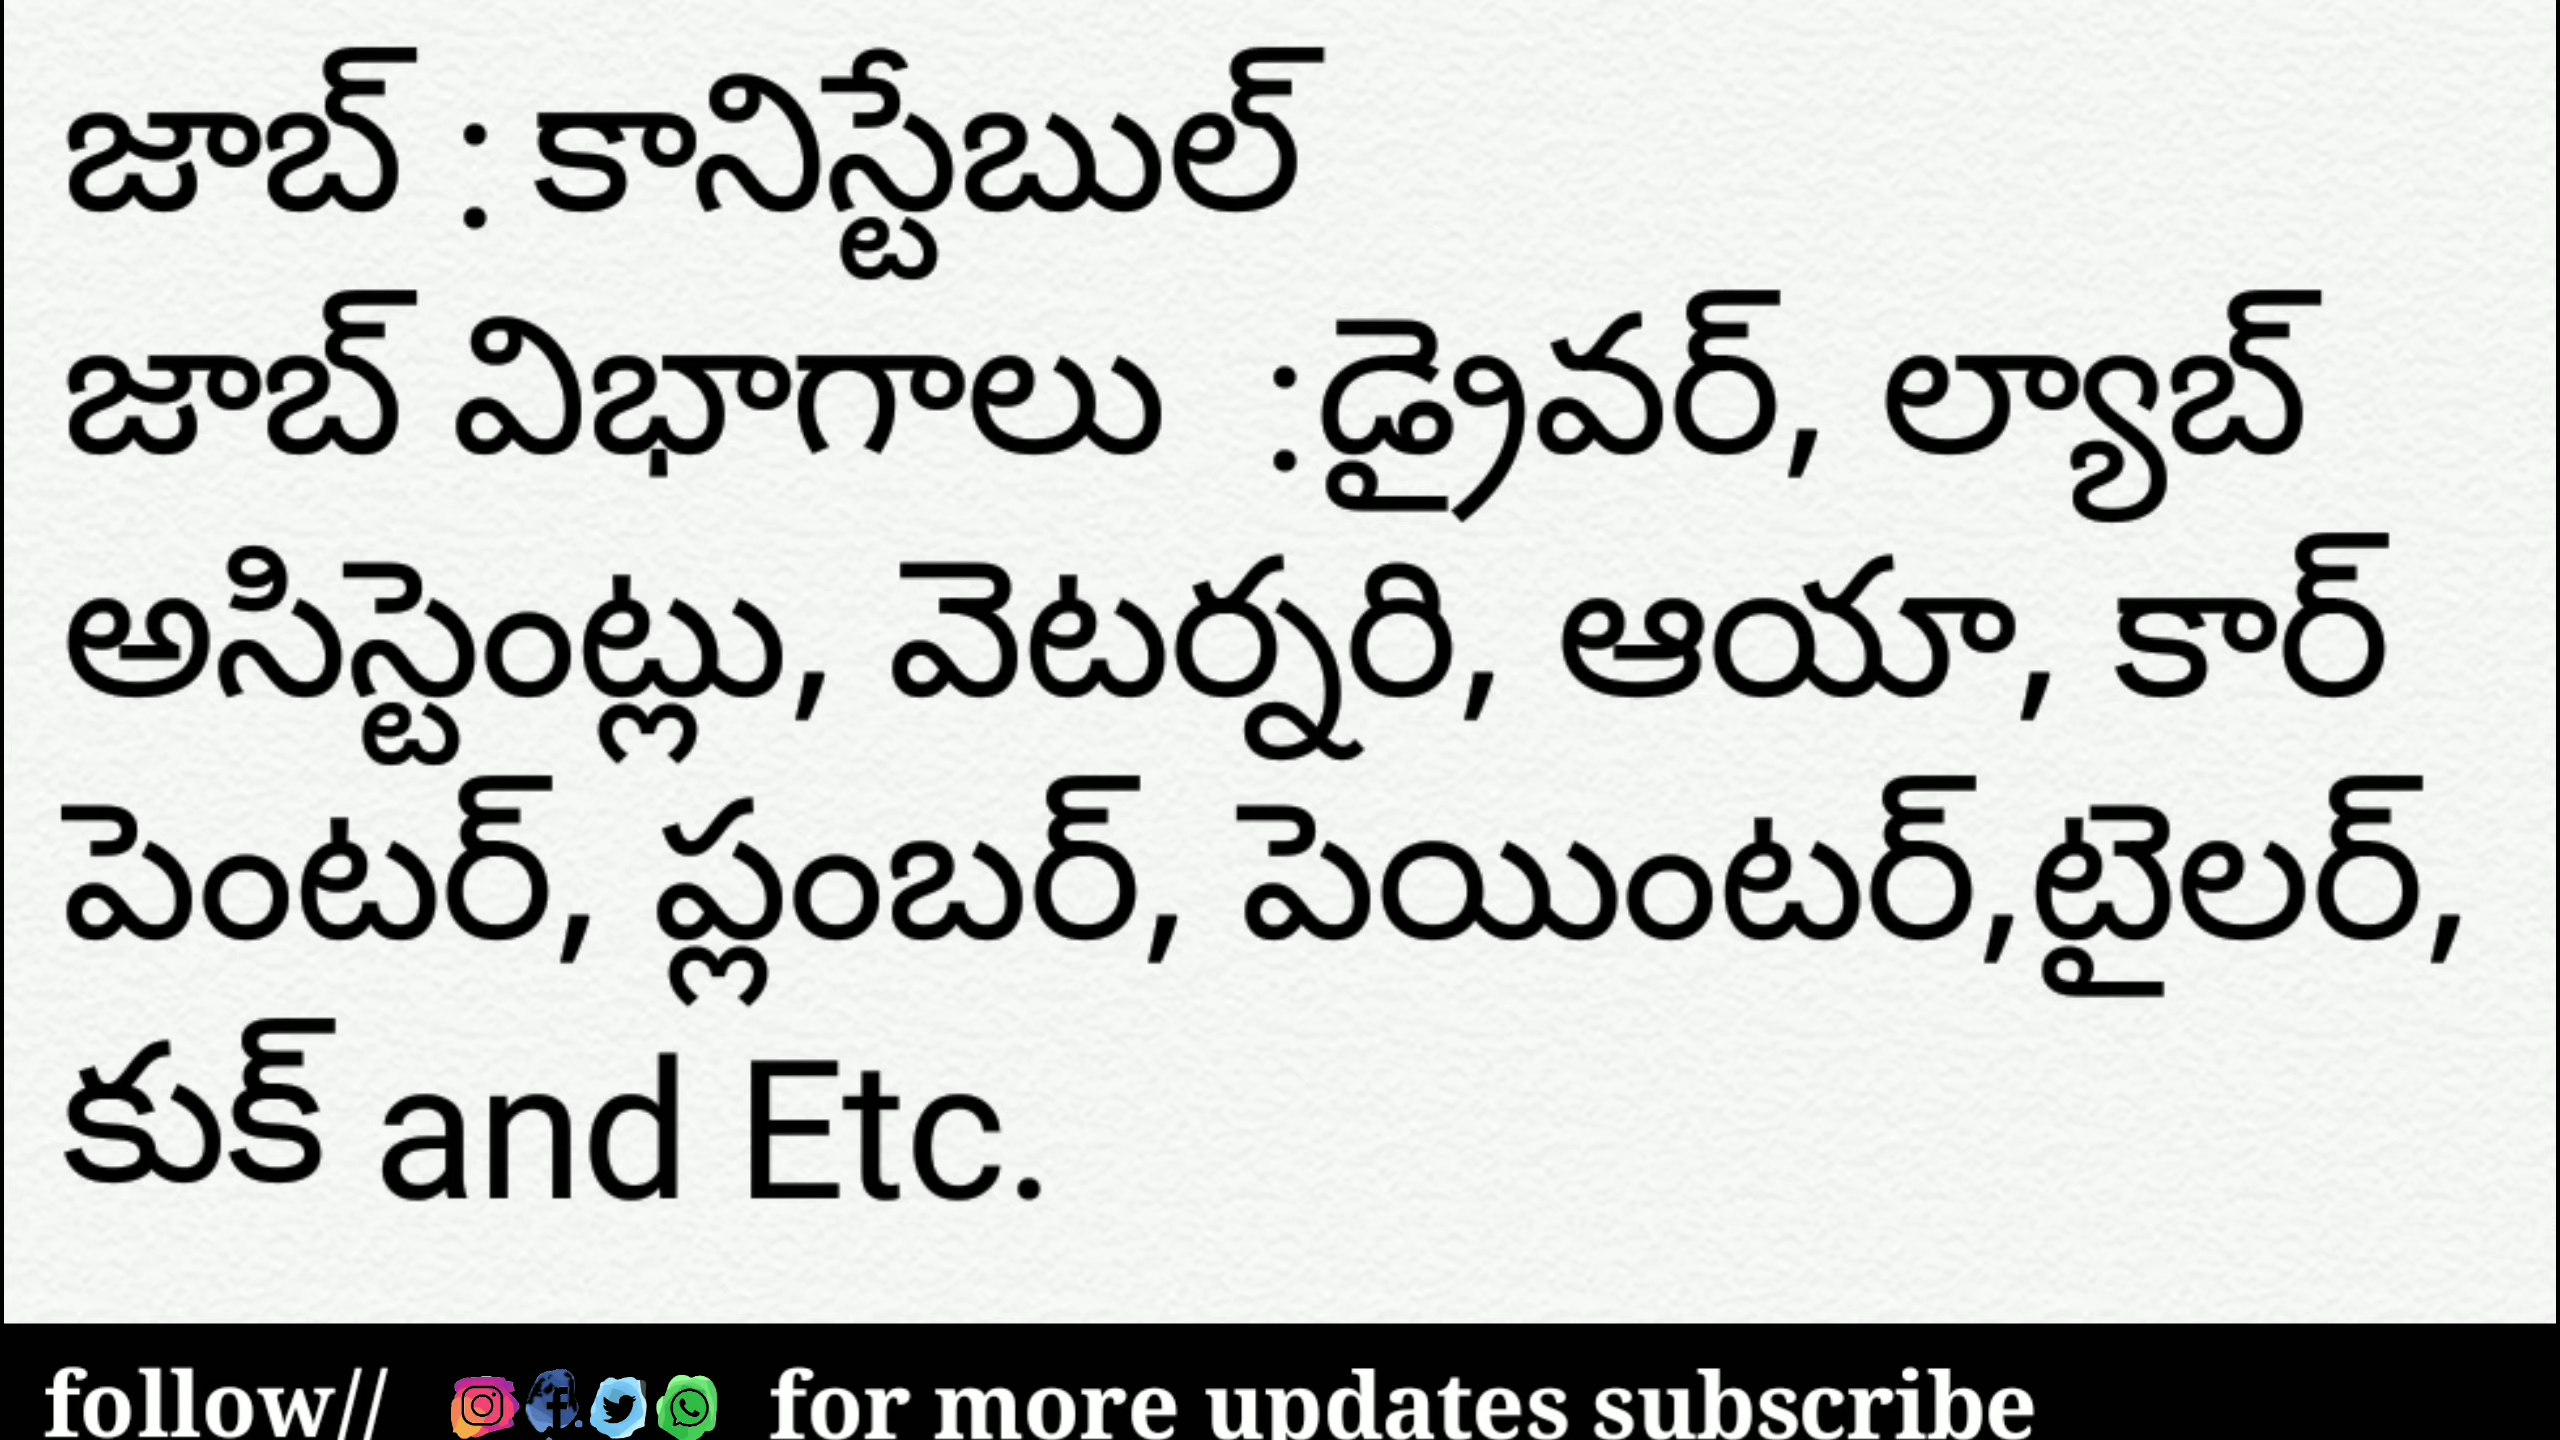 జాబ్ : కానిస్టేబుల్
జాబ్ విభాగాలు :డ్రైవర్, ల్యాబ్
అసిస్టెంట్లు, వెటర్నరి, ఆయా, కార్
పెంటర్, ప్లంబర్, పెయింటర్,టైలర్,
కుక్ and Etc.
follow// for more updates subscribe